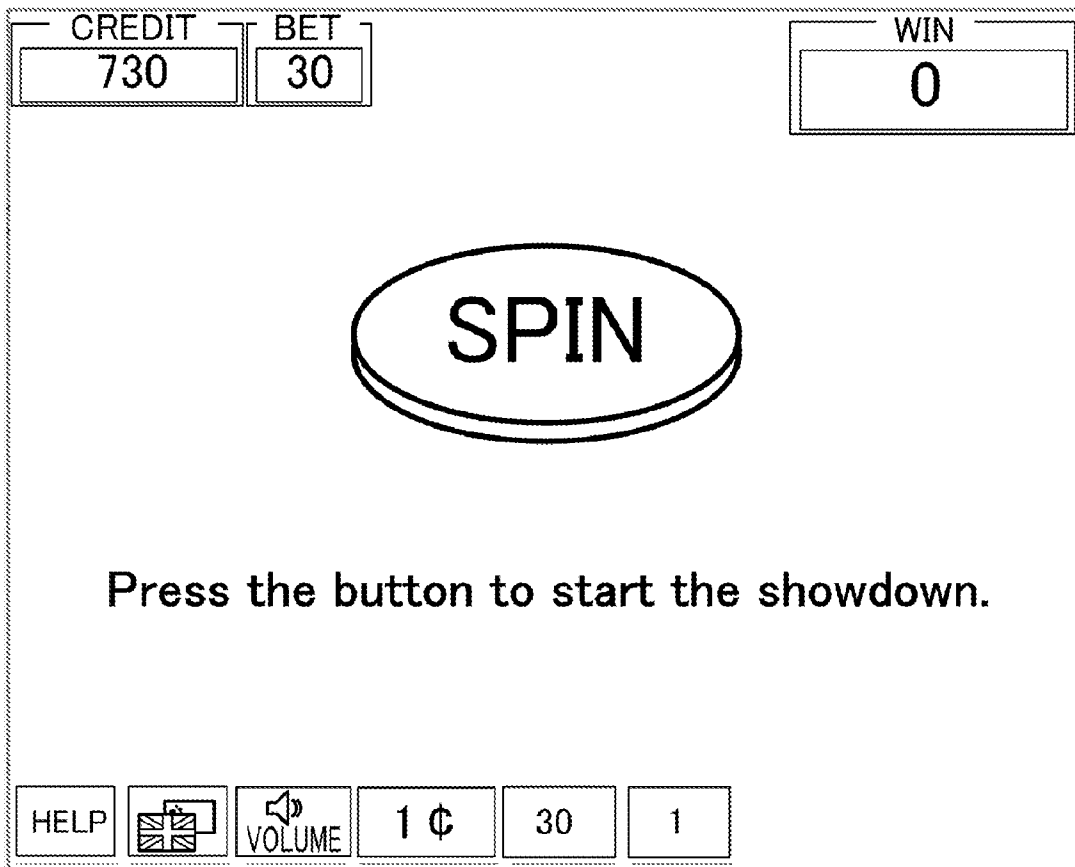 CREDIT BET WIN
730 30 0
SPIN
Press the button to start the showdown.
HELP VOLUME 1 ¢ 30 1